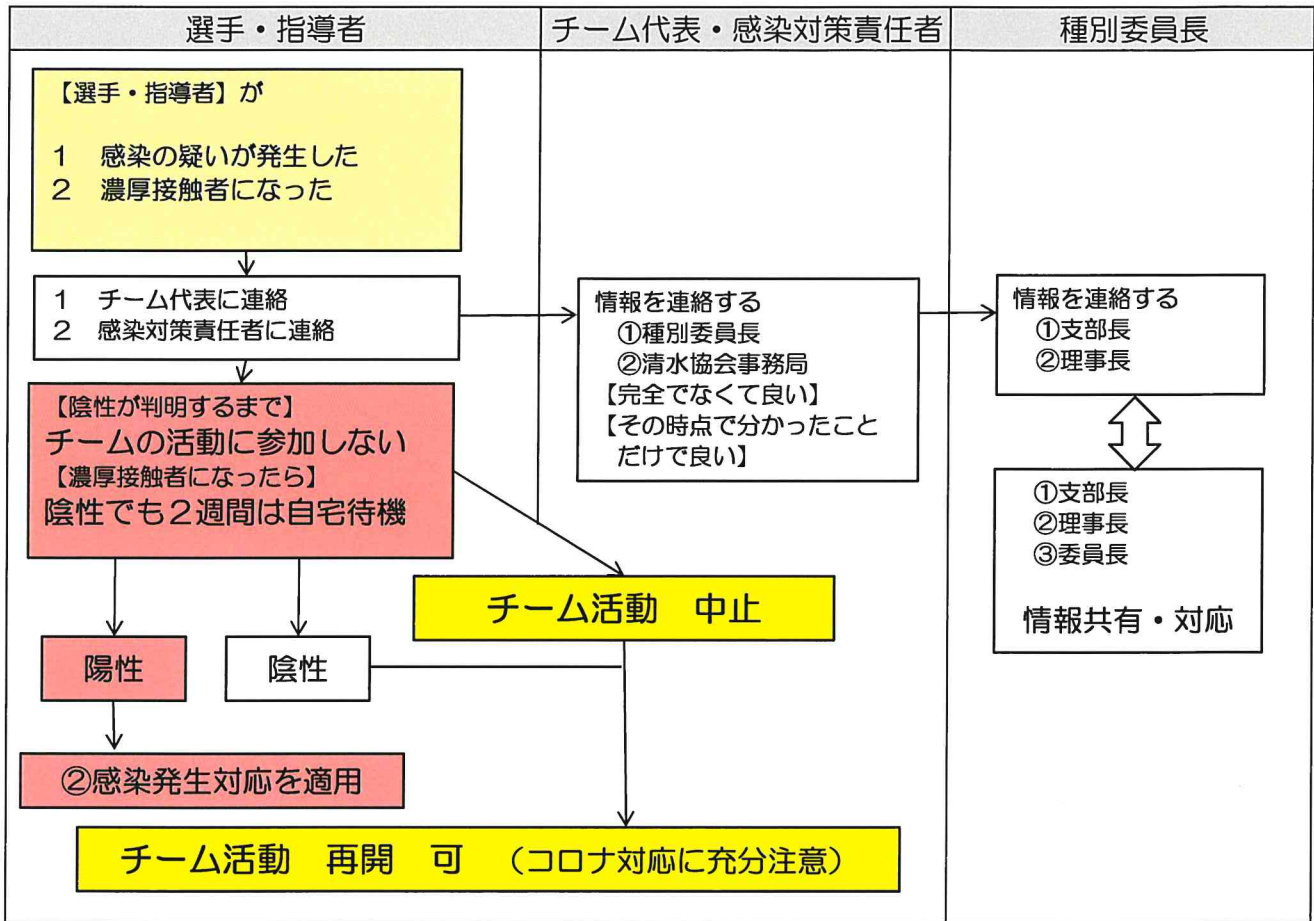 選手・指導者
チーム代表・感染対策責任者
種別委員長
【選手・指導者】が
１　感染の疑いが発生した
２　濃厚接触者になった
１　チーム代表に連絡
２　感染対策責任者に連絡
情報を連絡する
①種別委員長
②清水協会事務局
【完全でなくて良い】
【その時点で分かったこと
だけで良い】
情報を連絡する
①支部長
②理事長
【陰性が判明するまで】
チームの活動に参加しない
【濃厚接触者になったら】
陰性でも２週間は自宅待機
①支部長
②理事長
③委員長
情報共有・対応
チーム活動　中止
陽性
陰性
②感染発生対応を適用
チーム活動　再開　可　（コロナ対応に充分注意）